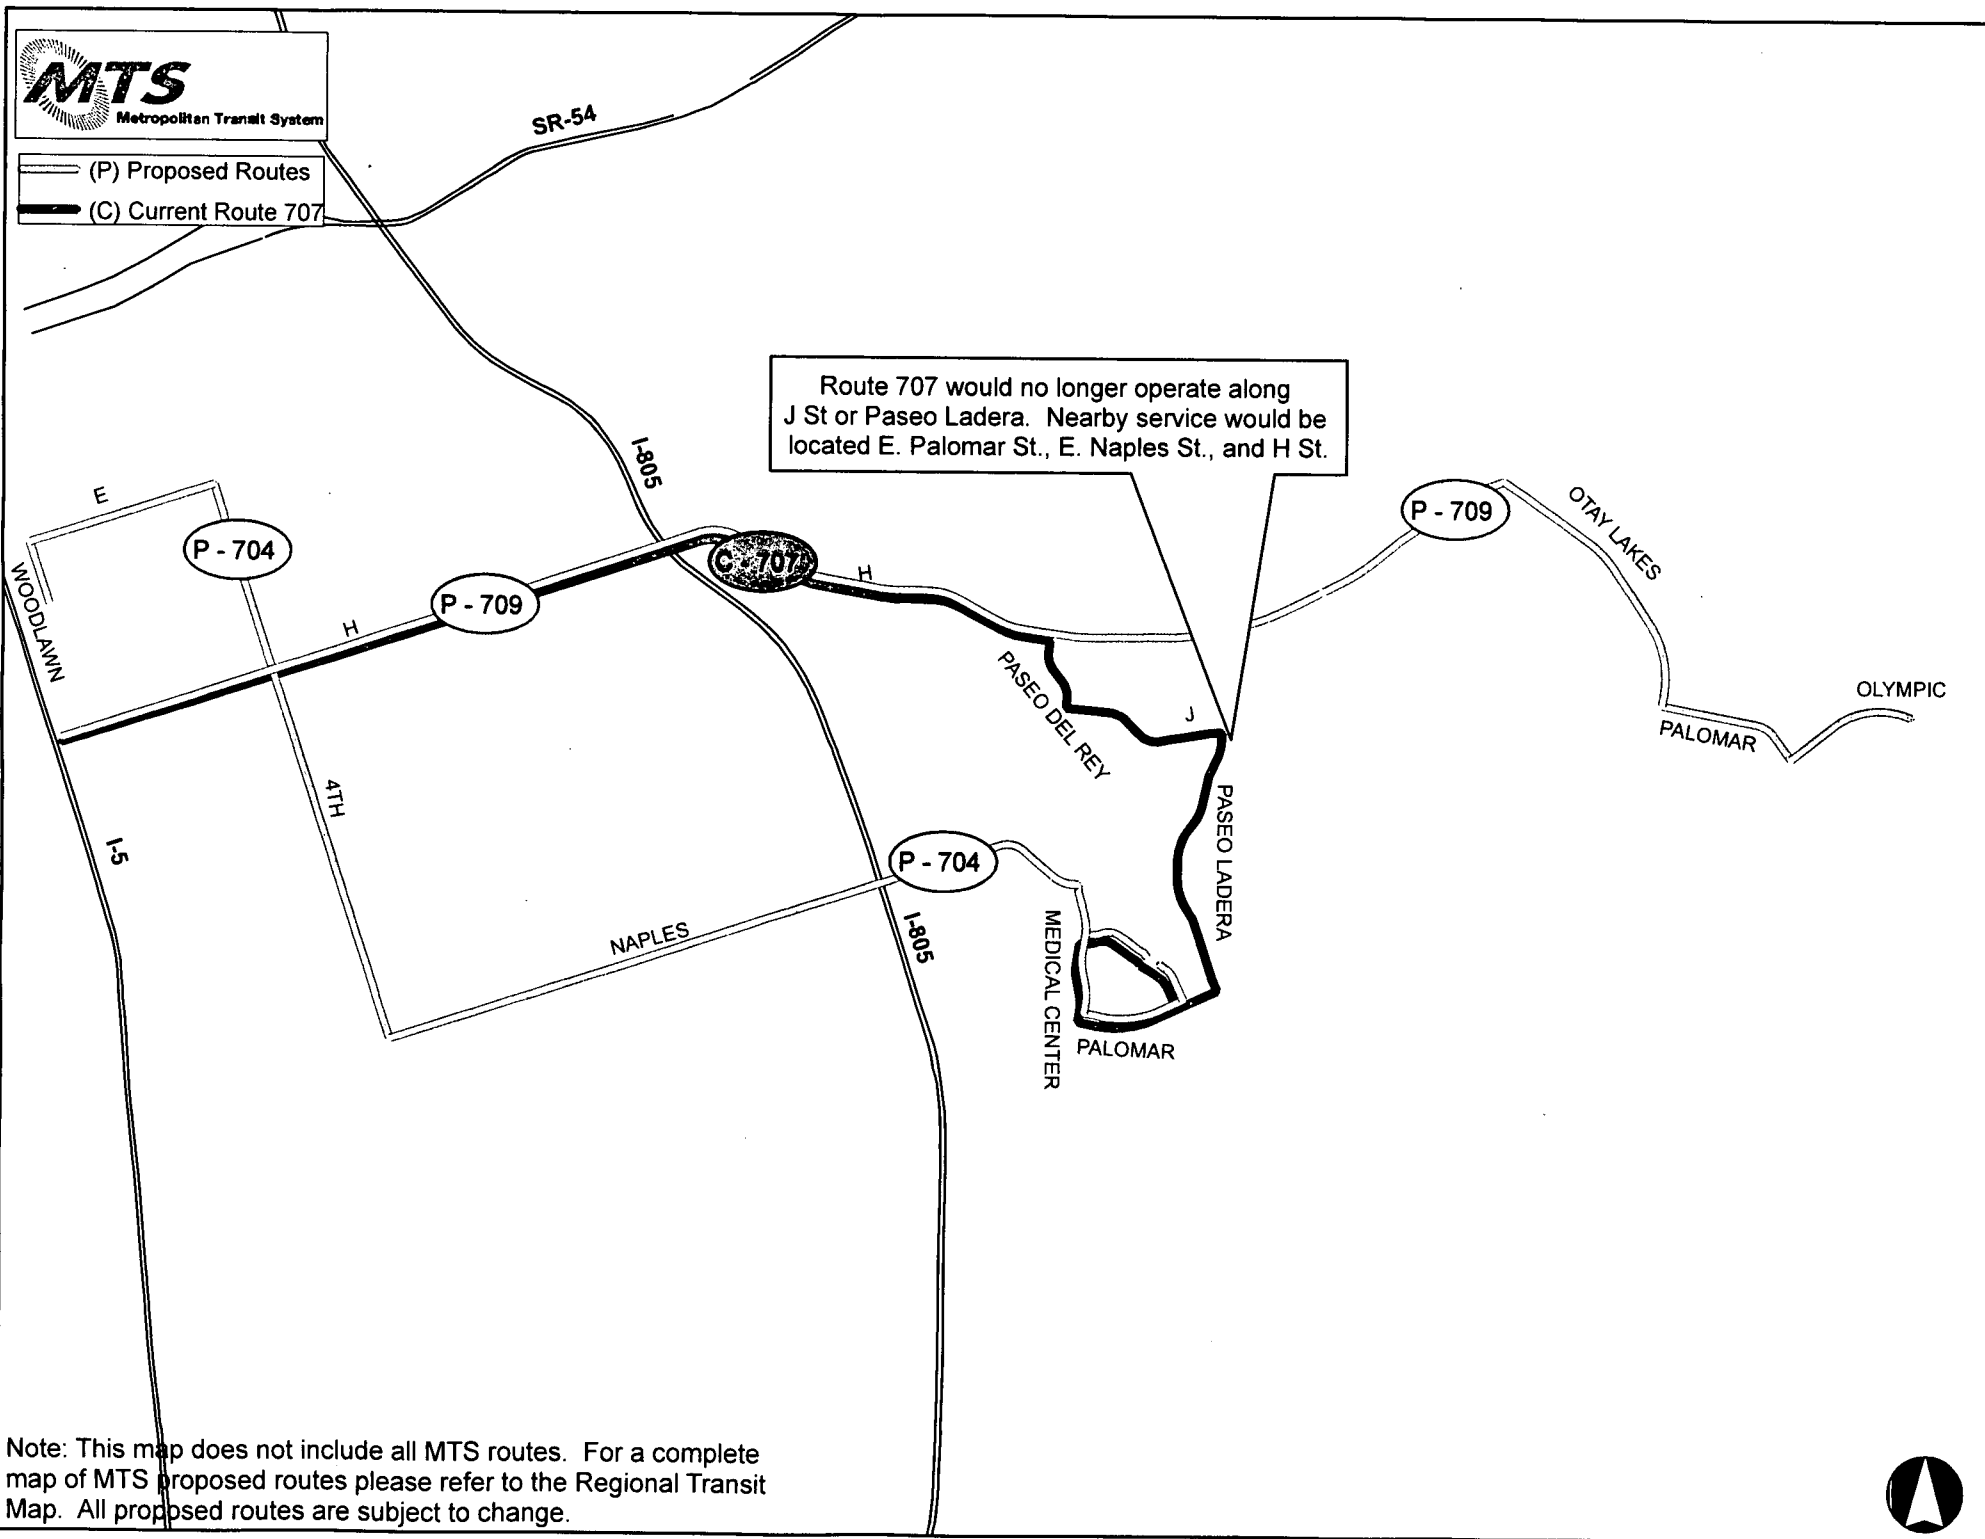 MTS
Metropolitan Transit System
(P) Proposed Routes
(C) Current Route 707
SR-54
I-805
Route 707 would no longer operate along
J St or Paseo Ladera. Nearby service would be
located E. Palomar St., E. Naples St., and H St.
E
P - 704
WOODLAWN
H
P - 709
C - 707
H
P - 709
OTAY LAKES
OLYMPIC
PALOMAR
PASEO DEL REY
J
4TH
I-5
PASEO LADERA
P - 704
NAPLES
I-805
MEDICAL CENTER
PALOMAR
Note: This map does not include all MTS routes. For a complete
map of MTS proposed routes please refer to the Regional Transit
Map. All proposed routes are subject to change.